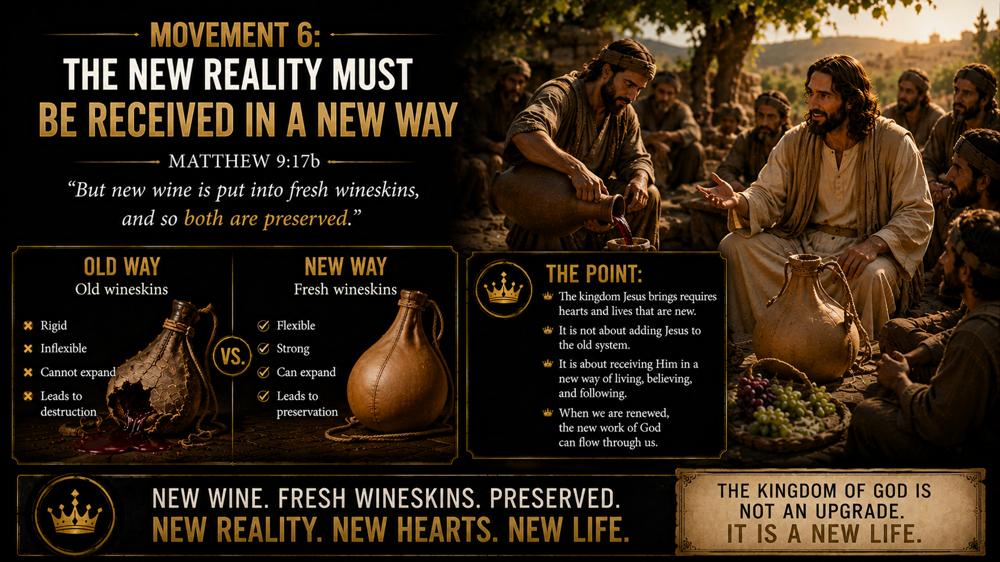 MOVEMENT 6:
THE NEW REALITY MUST
BE RECEIVED IN A NEW WAY
MATTHEW 9:17b
“But new wine is put into fresh wineskins,
and so both are preserved.”
OLD WAY
Old wineskins
Rigid
Inflexible
Cannot expand
Leads to
destruction
VS.
NEW WAY
Fresh wineskins
Flexible
Strong
Can expand
Leads to
preservation
THE POINT:
The kingdom Jesus brings requires
hearts and lives that are new.
It is not about adding Jesus to
the old system.
It is about receiving Him in a
new way of living, believing,
and following.
When we are renewed,
the new work of God
can flow through us.
NEW WINE. FRESH WINESKINS. PRESERVED.
NEW REALITY. NEW HEARTS. NEW LIFE.
THE KINGDOM OF GOD IS
NOT AN UPGRADE.
IT IS A NEW LIFE.